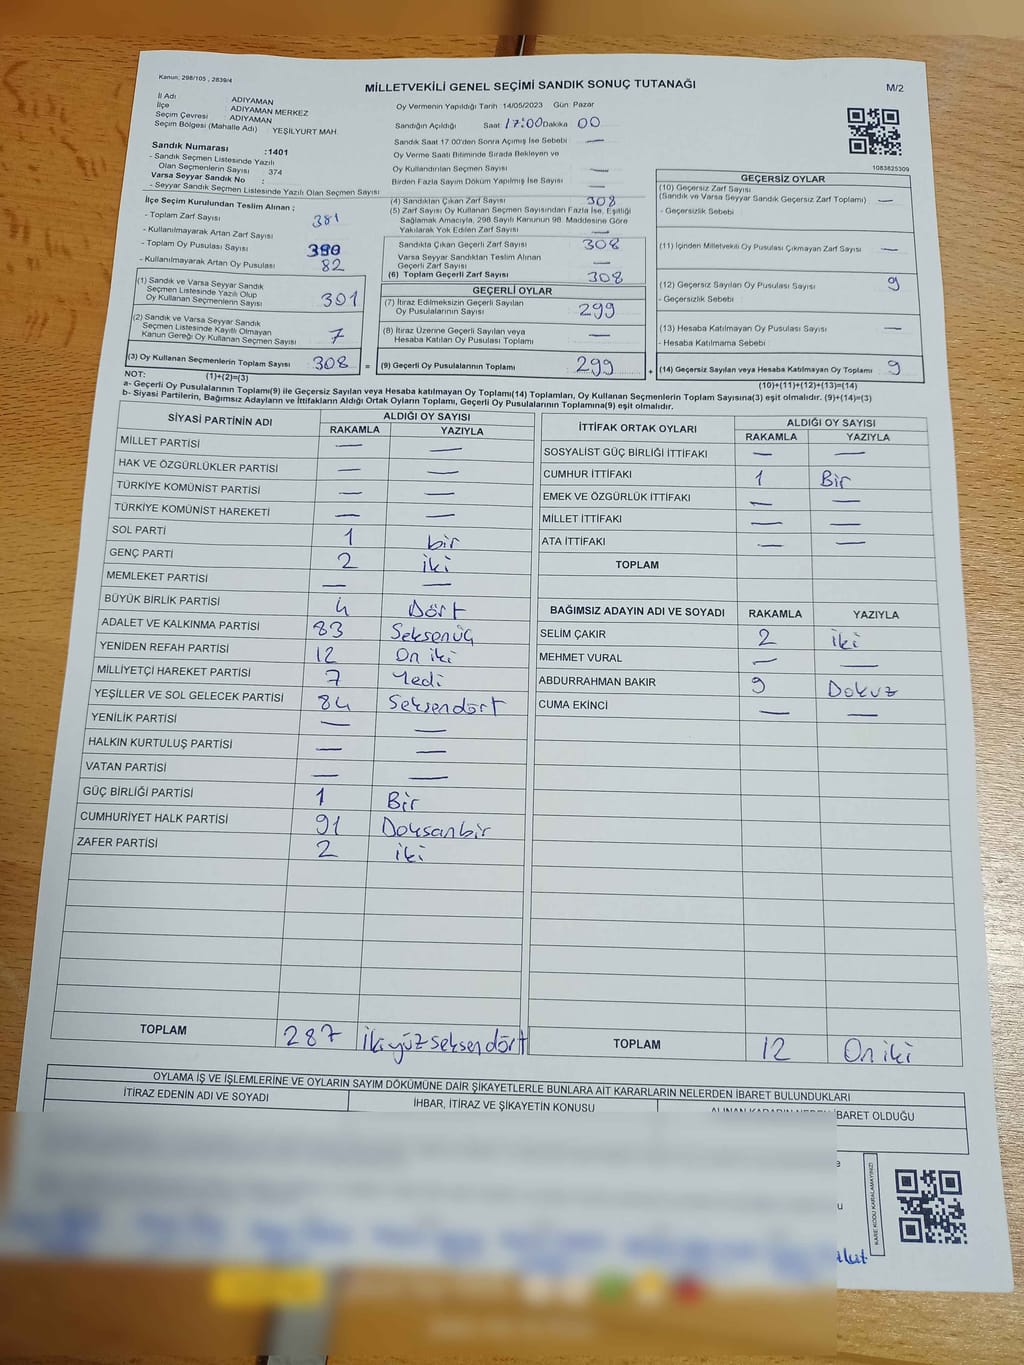 Kanun; 298/105 , 2839/4
MİLLETVEKİLİ GENEL SEÇİMİ SANDIK SONUÇ TUTANAĞI
M/2
İl Adı : ADIYAMAN
İlçe : ADIYAMAN MERKEZ
Seçim Çevresi : ADIYAMAN
Seçim Bölgesi (Mahalle Adı) : YEŞİLYURT MAH.
Oy Vermenin Yapıldığı Tarih 14/05/2023 Gün: Pazar
Sandığın Açıldığı Saat 17:00 Dakika 00
Sandık Saat 17:00'den Sonra Açımış İse Sebebi —
Oy Verme Saati Bitiminde Sırada Bekleyen ve
Oy Kullandırılan Seçmen Sayısı —
Birden Fazla Sayım Döküm Yapılmış İse Sayısı —
1083825309
Sandık Numarası :1401
- Sandık Seçmen Listesinde Yazılı
Olan Seçmenlerin Sayısı : 374
Varsa Seyyar Sandık No :
- Seyyar Sandık Seçmen Listesinde Yazılı Olan Seçmen Sayısı
İlçe Seçim Kurulundan Teslim Alınan ;
- Toplam Zarf Sayısı 381
- Kullanılmayarak Artan Zarf Sayısı
- Toplam Oy Pusulası Sayısı
- Kullanılmayarak Artan Oy Pusulası 82
(1) Sandık ve Varsa Seyyar Sandık
Seçmen Listesinde Yazılı Olup
Oy Kullanan Seçmenlerin Sayısı 301
(2) Sandık ve Varsa Seyyar Sandık
Seçmen Listesinde Kayıtlı Olmayan
Kanun Gereği Oy Kullanan Seçmen Sayısı 7
(3) Oy Kullanan Seçmenlerin Toplam Sayısı 308 =
(4) Sandıktan Çıkan Zarf Sayısı 308
(5) Zarf Sayısı Oy Kullanan Seçmen Sayısından Fazla İse, Eşitliği
Sağlamak Amacıyla, 298 Sayılı Kanunun 98. Maddesine Göre
Yakılarak Yok Edilen Zarf Sayısı —
Sandıkta Çıkan Geçerli Zarf Sayısı 308
Varsa Seyyar Sandıktan Teslim Alınan
Geçerli Zarf Sayısı —
(6) Toplam Geçerli Zarf Sayısı 308
GEÇERLİ OYLAR
(7) İtiraz Edilmeksizin Geçerli Sayılan
Oy Pusulalarının Sayısı 299
(8) İtiraz Üzerine Geçerli Sayılan veya
Hesaba Katılan Oy Pusulası Toplamı —
(9) Geçerli Oy Pusulalarının Toplamı 299 +
GEÇERSİZ OYLAR
(10) Geçersiz Zarf Sayısı
(Sandık ve Varsa Seyyar Sandık Geçersiz Zarf Toplamı) —
- Geçersizlik Sebebi
(11) İçinden Milletvekili Oy Pusulası Çıkmayan Zarf Sayısı —
(12) Geçersiz Sayılan Oy Pusulası Sayısı 9
- Geçersizlik Sebebi
(13) Hesaba Katılmayan Oy Pusulası Sayısı —
- Hesaba Katılmama Sebebi
(14) Geçersiz Sayılan veya Hesaba Katılmayan Oy Toplamı 9
NOT: (1)+(2)=(3)
(10)+(11)+(12)+(13)=(14)
a- Geçerli Oy Pusulalarının Toplamı(9) ile Geçersiz Sayılan veya Hesaba katılmayan Oy Toplamı(14) Toplamları, Oy Kullanan Seçmenlerin Toplam Sayısına(3) eşit olmalıdır. (9)+(14)=(3)
b- Siyasi Partilerin, Bağımsız Adayların ve İttifakların Aldığı Ortak Oyların Toplamı, Geçerli Oy Pusulalarının Toplamına(9) eşit olmalıdır.
SİYASİ PARTİNİN ADI ALDIĞI OY SAYISI
RAKAMLA YAZIYLA
MİLLET PARTİSİ — —
HAK VE ÖZGÜRLÜKLER PARTİSİ — —
TÜRKİYE KOMÜNİST PARTİSİ — —
TÜRKİYE KOMÜNİST HAREKETİ — —
SOL PARTİ 1 bir
GENÇ PARTİ 2 iki
MEMLEKET PARTİSİ — —
BÜYÜK BİRLİK PARTİSİ 4 Dört
ADALET VE KALKINMA PARTİSİ 83 Seksenüç
YENİDEN REFAH PARTİSİ 12 On iki
MİLLİYETÇİ HAREKET PARTİSİ 7 Yedi
YEŞİLLER VE SOL GELECEK PARTİSİ 84 Seksendört
YENİLİK PARTİSİ — —
HALKIN KURTULUŞ PARTİSİ — —
VATAN PARTİSİ — —
GÜÇ BİRLİĞİ PARTİSİ 1 Bir
CUMHURİYET HALK PARTİSİ 91 Doksanbir
ZAFER PARTİSİ 2 iki
TOPLAM 287 İkiyüzseksendört
İTTİFAK ORTAK OYLARI ALDIĞI OY SAYISI
RAKAMLA YAZIYLA
SOSYALİST GÜÇ BİRLİĞİ İTTİFAKI — —
CUMHUR İTTİFAKI 1 Bir
EMEK VE ÖZGÜRLÜK İTTİFAKI — —
MİLLET İTTİFAKI — —
ATA İTTİFAKI — —
TOPLAM
BAĞIMSIZ ADAYIN ADI VE SOYADI RAKAMLA YAZIYLA
SELİM ÇAKIR 2 iki
MEHMET VURAL — —
ABDURRAHMAN BAKIR 9 Dokuz
CUMA EKİNCİ — —
TOPLAM 12 On iki
OYLAMA İŞ VE İŞLEMLERİNE VE OYLARIN SAYIM DÖKÜMÜNE DAİR ŞİKAYETLERLE BUNLARA AİT KARARLARIN NELERDEN İBARET BULUNDUKLARI
İTİRAZ EDENİN ADI VE SOYADI İHBAR, İTİRAZ VE ŞİKAYETİN KONUSU ALINAN KARARIN NEDEN İBARET OLDUĞU
KARE KODU KARALAMAYINIZ!